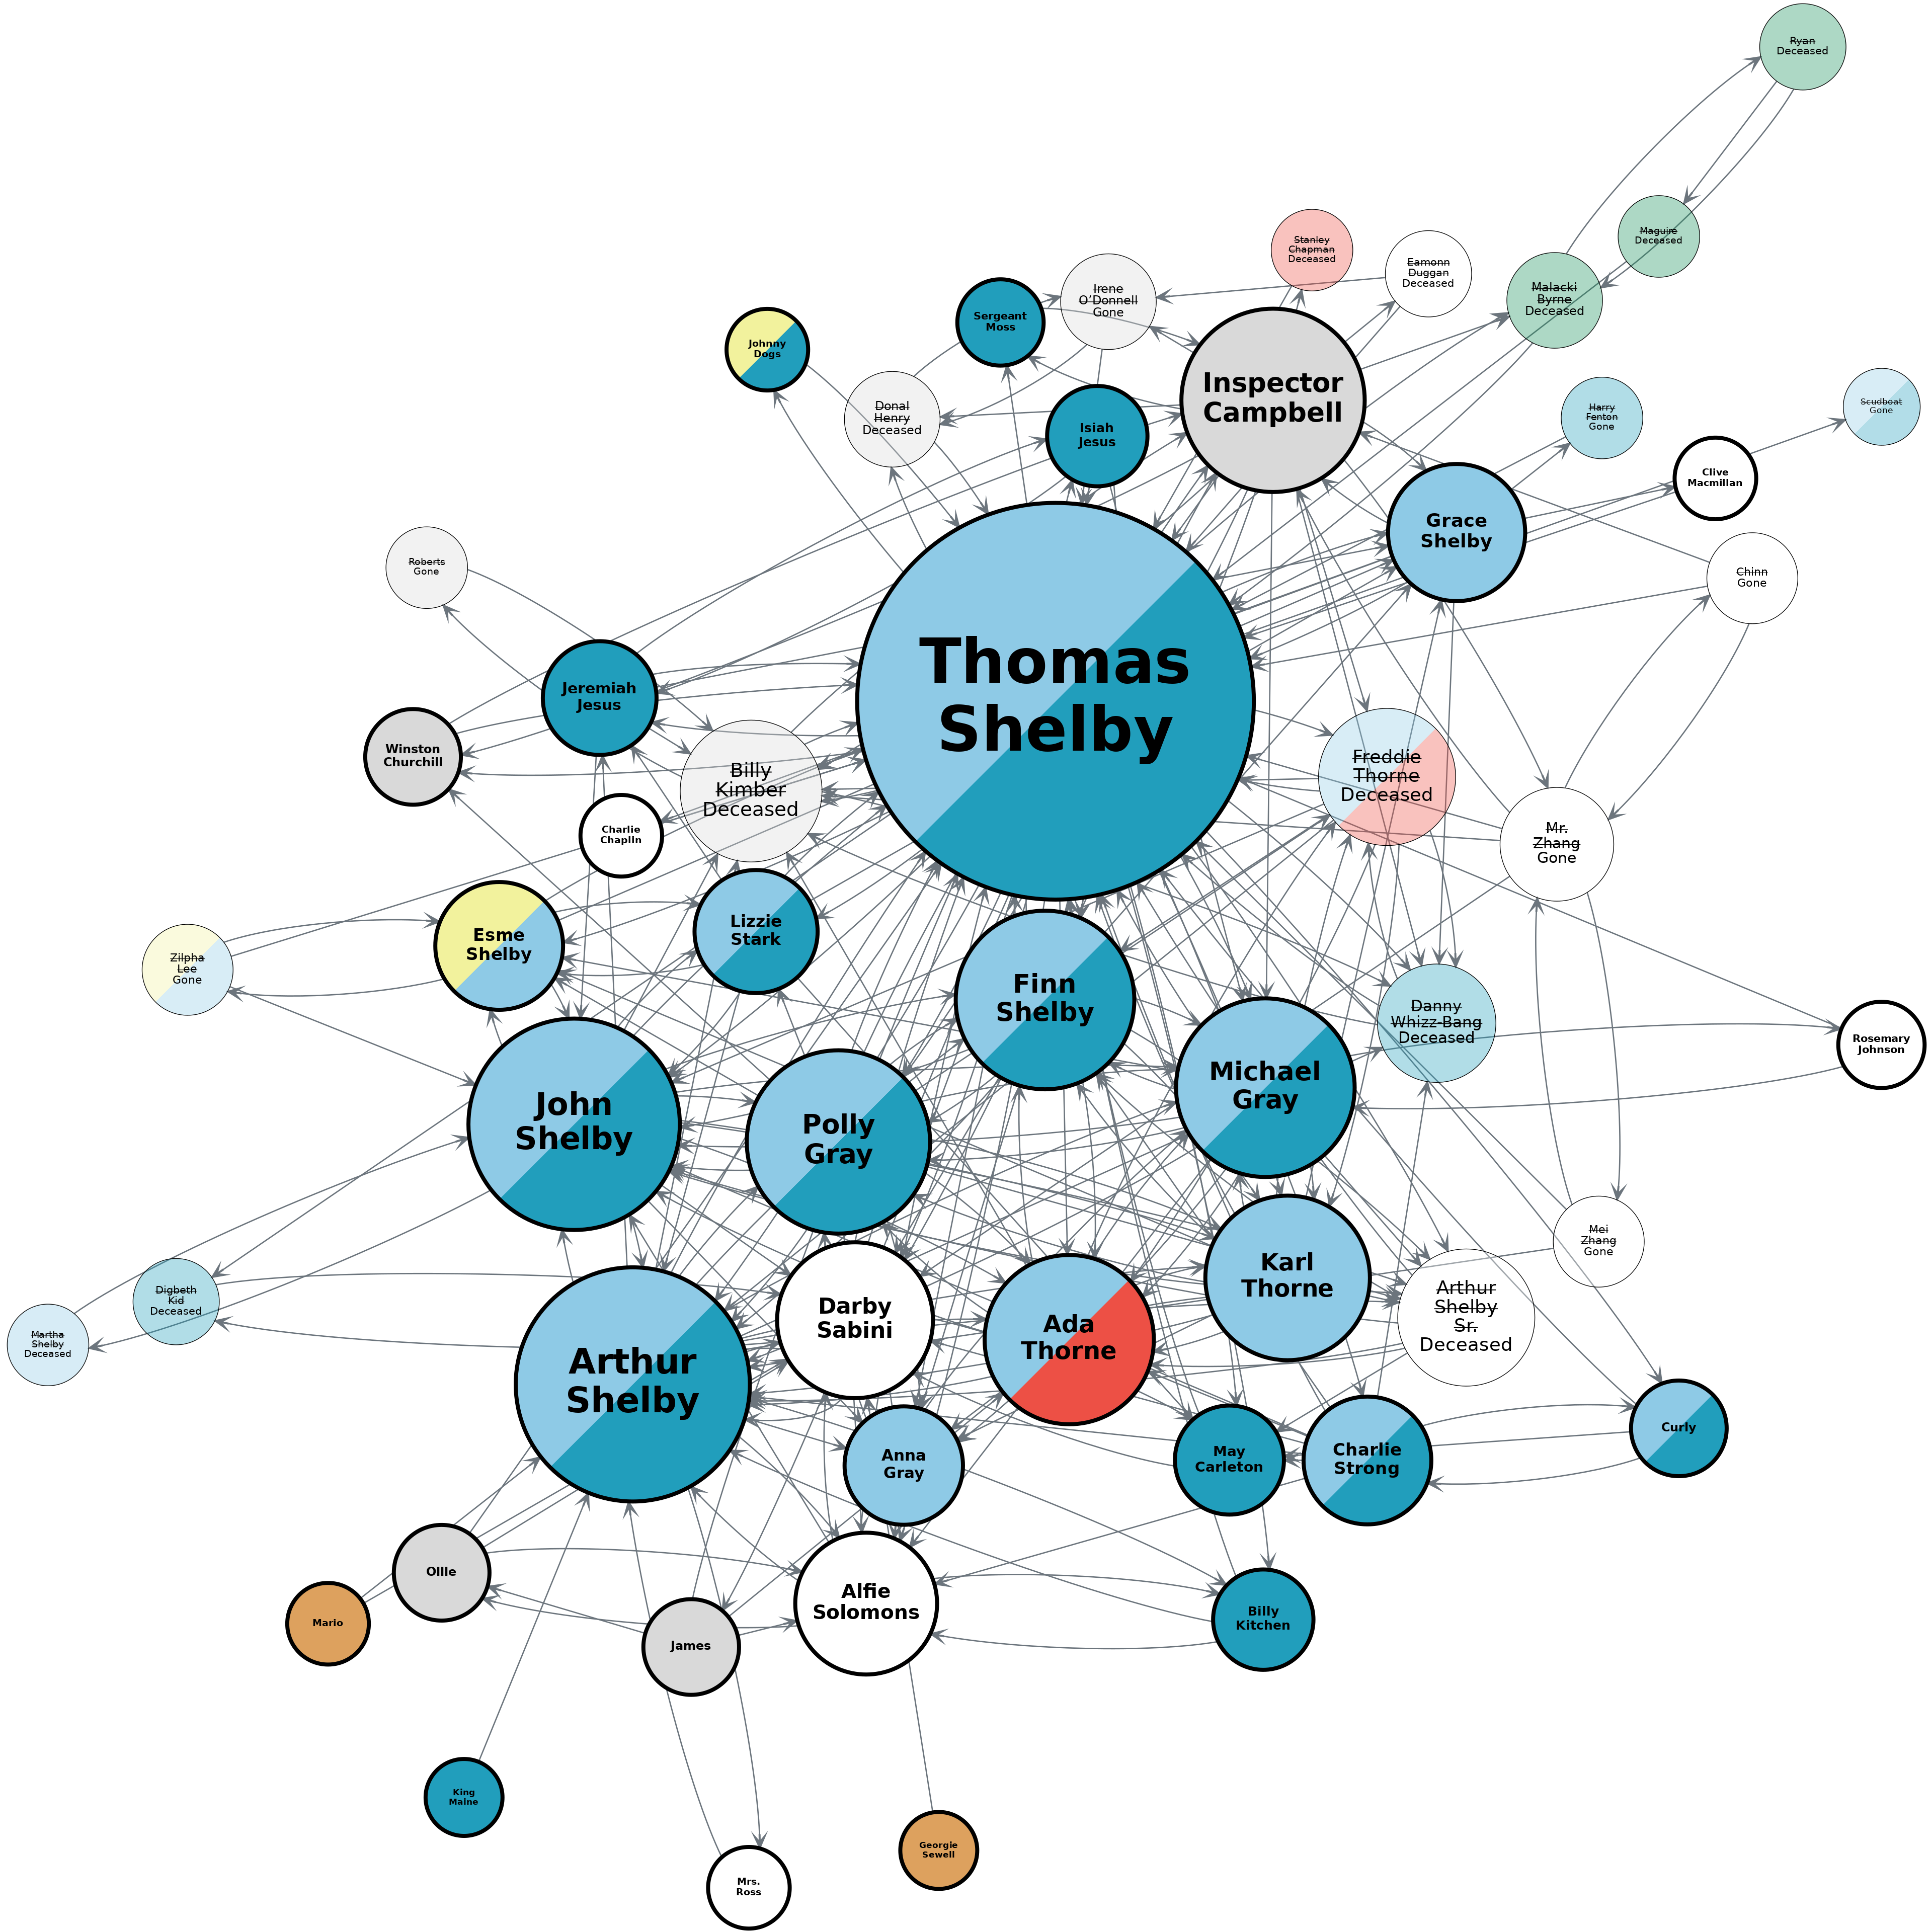 Ryan
Deceased
Maguire
Deceased
Stanley
Chapman
Deceased
Eamonn
Duggan
Deceased
Irene
O’Donnell
Gone
Malacki
Byrne
Deceased
Sergeant
Moss
Johnny
Dogs
Inspector
Campbell
Donal
Henry
Deceased
Isiah
Jesus
Harry
Fenton
Gone
Scudboat
Gone
Clive
Macmillan
Grace
Shelby
Roberts
Gone
Chinn
Gone
Thomas
Shelby
Jeremiah
Jesus
Winston
Churchill
Billy
Kimber
Deceased
Freddie
Thorne
Deceased
Charlie
Chaplin
Mr.
Zhang
Gone
Lizzie
Stark
Esme
Shelby
Zilpha
Lee
Gone
Finn
Shelby
Danny
Whizz-Bang
Deceased
Rosemary
Johnson
Michael
Gray
John
Shelby
Polly
Gray
Mei
Zhang
Gone
Karl
Thorne
Digbeth
Kid
Deceased
Martha
Shelby
Deceased
Darby
Sabini
Ada
Thorne
Arthur
Shelby
Sr.
Deceased
Arthur
Shelby
Curly
Anna
Gray
May
Carleton
Charlie
Strong
Ollie
Mario
Alfie
Solomons
Billy
Kitchen
James
King
Maine
Georgie
Sewell
Mrs.
Ross